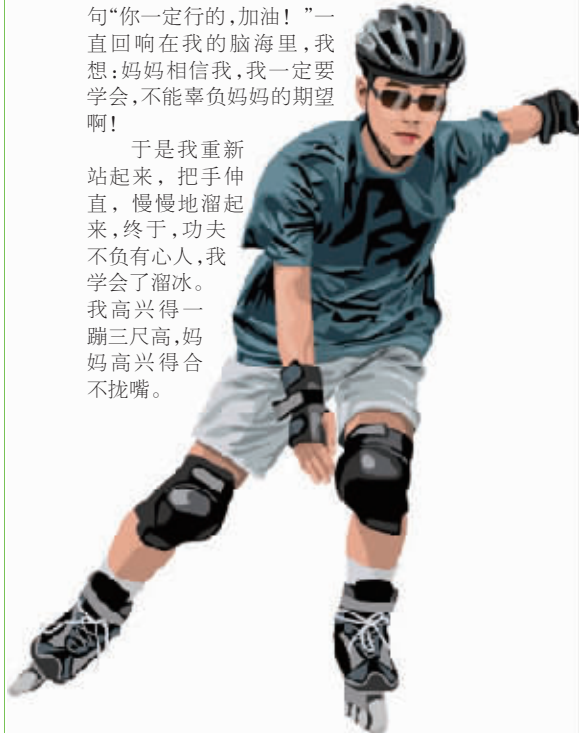 句“你一定行的,加油！”一
直回响在我的脑海里,我
想:妈妈相信我,我一定要
学会,不能辜负妈妈的期望
啊！
于是我重新
站起来，把手伸
直，慢慢地溜起
来,终于,功夫
不负有心人,我
学会了溜冰。
我高兴得一
蹦三尺高,妈
妈高兴得合
不拢嘴。